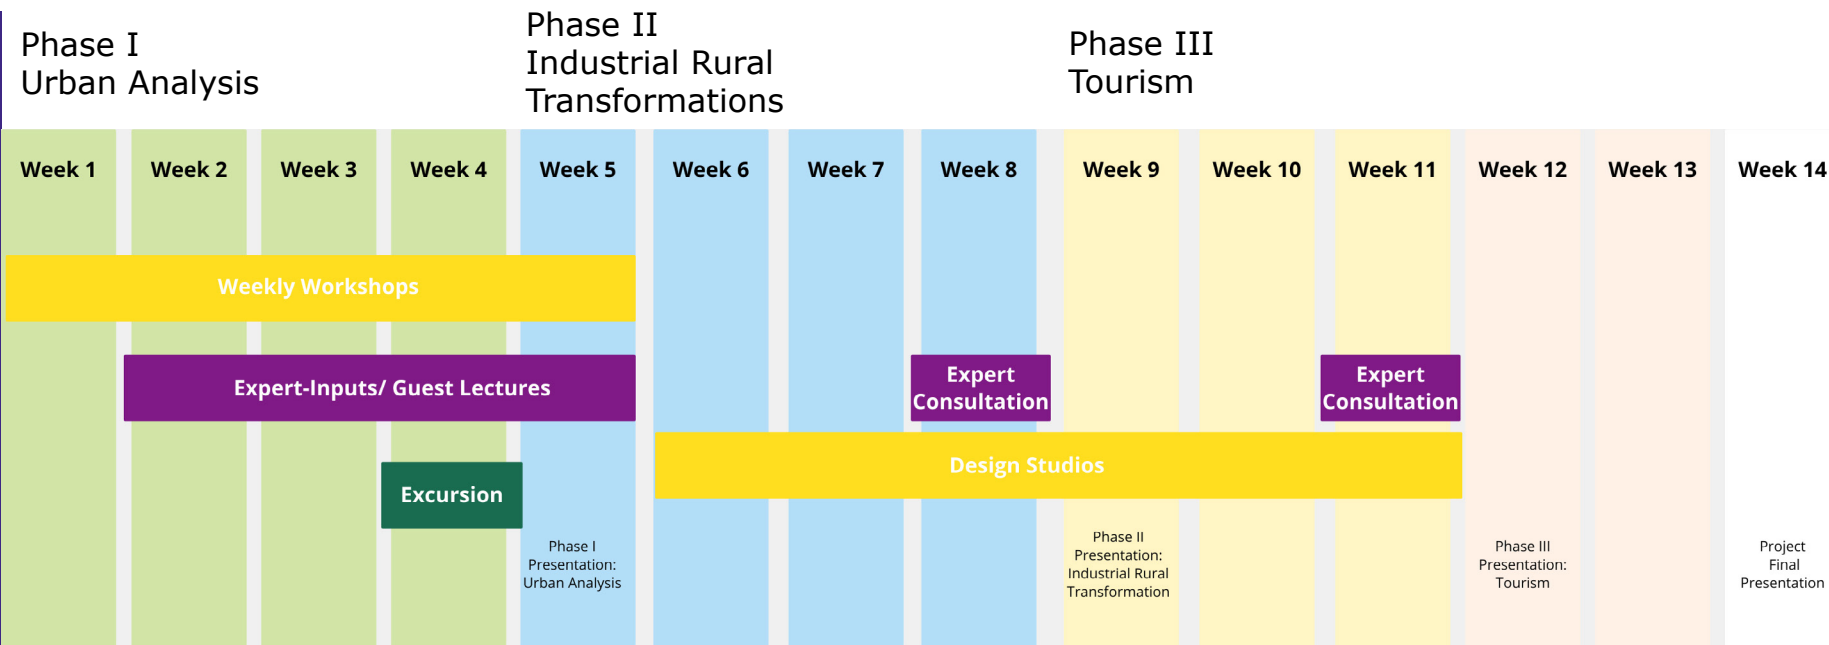 Phase I
Urban Analysis
Phase II
Industrial Rural
Transformations
Phase III
Tourism
Week 1
Week 2
Week 3
Week 4
Week 5
Week 6
Week 7
Week 8
Week 9
Week 10
Week 11
Week 12
Week 13
Week 14
Weekly Workshops
Expert-Inputs/ Guest Lectures
Expert
Consultation
Expert
Consultation
Design Studios
Excursion
Phase I
Presentation:
Urban Analysis
Phase II
Presentation:
Industrial Rural
Transformation
Phase III
Presentation:
Tourism
Project
Final
Presentation